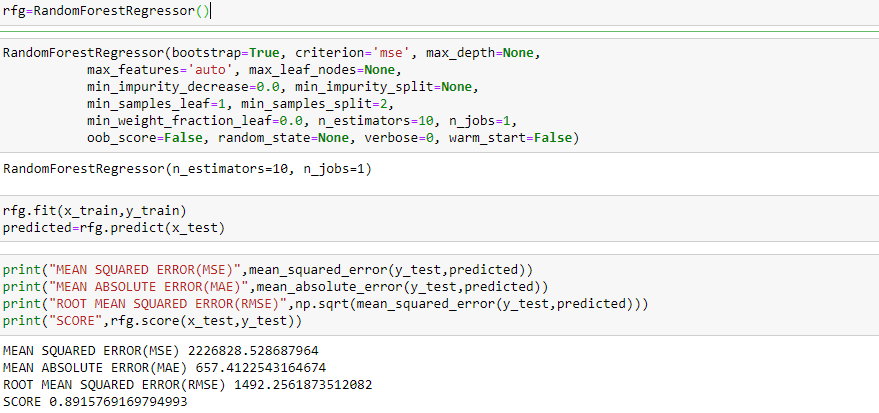 rfg=RandomForestRegressor()
RandomForestRegressor(bootstrap=True, criterion='mse', max_depth=None,
max_features='auto', max_leaf_nodes=None,
min_impurity_decrease=0.0, min_impurity_split=None,
min_samples_leaf=1, min_samples_split=2,
min_weight_fraction_leaf=0.0, n_estimators=10, n_jobs=1,
oob_score=False, random_state=None, verbose=0, warm_start=False)
RandomForestRegressor(n_estimators=10, n_jobs=1)
rfg.fit(x_train,y_train)
predicted=rfg.predict(x_test)
print("MEAN SQUARED ERROR(MSE)",mean_squared_error(y_test,predicted))
print("MEAN ABSOLUTE ERROR(MAE)",mean_absolute_error(y_test,predicted))
print("ROOT MEAN SQUARED ERROR(RMSE)",np.sqrt(mean_squared_error(y_test,predicted)))
print("SCORE",rfg.score(x_test,y_test))
MEAN SQUARED ERROR(MSE) 2226828.528687964
MEAN ABSOLUTE ERROR(MAE) 657.4122543164674
ROOT MEAN SQUARED ERROR(RMSE) 1492.2561873512082
SCORE 0.8915769169794993